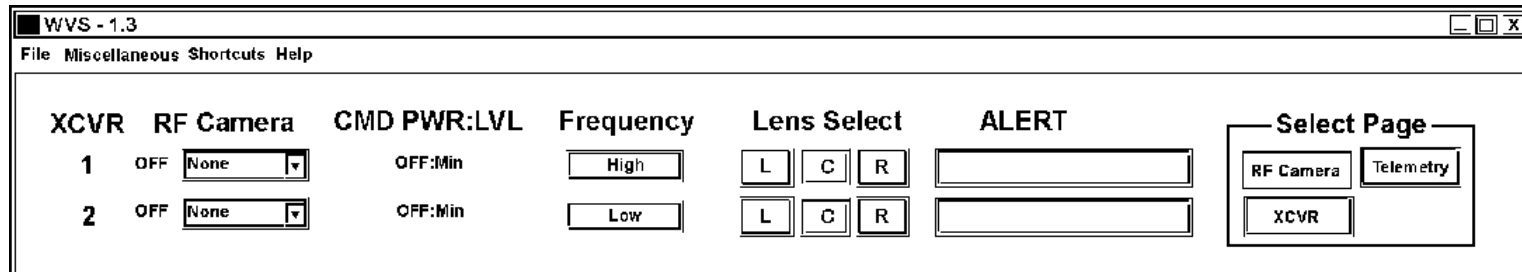 WVS - 1.3
File Miscellaneous Shortcuts Help
XCVR RF Camera CMD PWR:LVL Frequency Lens Select ALERT Select Page
1 OFF None OFF:Min High L C R RF Camera Telemetry
2 OFF None OFF:Min Low L C R XCVR